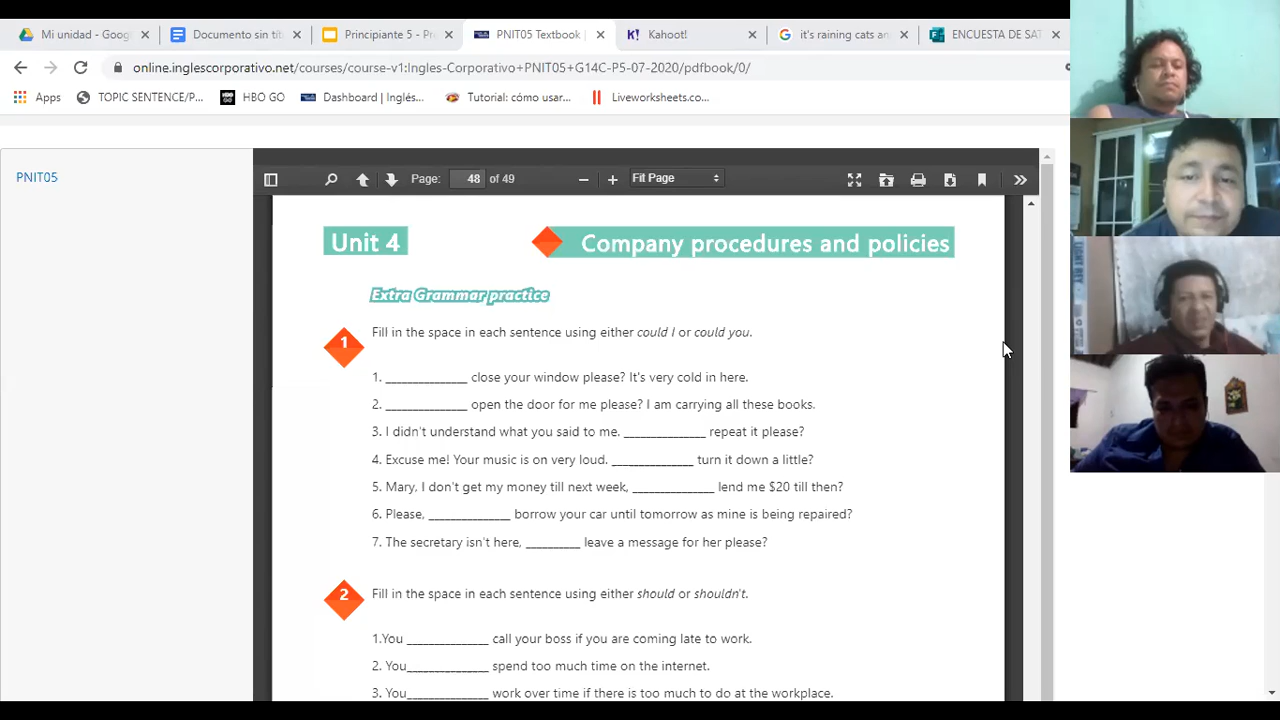 Mi unidad - Goog
Documento sin tít
Principiante 5 - Pr
PNIT05 Textbook
Kahoot!
it's raining cats an
ENCUESTA DE SAT
online.inglescorporativo.net/courses/course-v1:Ingles-Corporativo+PNIT05+G14C-P5-07-2020/pdfbook/0/
Apps
TOPIC SENTENCE/P...
HBO GO
Dashboard | Inglés...
Tutorial: cómo usar...
Liveworksheets.co...
PNIT05
Page: 48 of 49
Fit Page
Unit 4
Company procedures and policies
Extra Grammar practice
1
Fill in the space in each sentence using either could I or could you.
1. _______________ close your window please? It's very cold in here.
2. _______________ open the door for me please? I am carrying all these books.
3. I didn't understand what you said to me. _______________ repeat it please?
4. Excuse me! Your music is on very loud. _______________ turn it down a little?
5. Mary, I don't get my money till next week, _______________ lend me $20 till then?
6. Please, _______________ borrow your car until tomorrow as mine is being repaired?
7. The secretary isn't here, __________ leave a message for her please?
2
Fill in the space in each sentence using either should or shouldn't.
1.You _______________ call your boss if you are coming late to work.
2. You_______________ spend too much time on the internet.
3. You_______________ work over time if there is too much to do at the workplace.